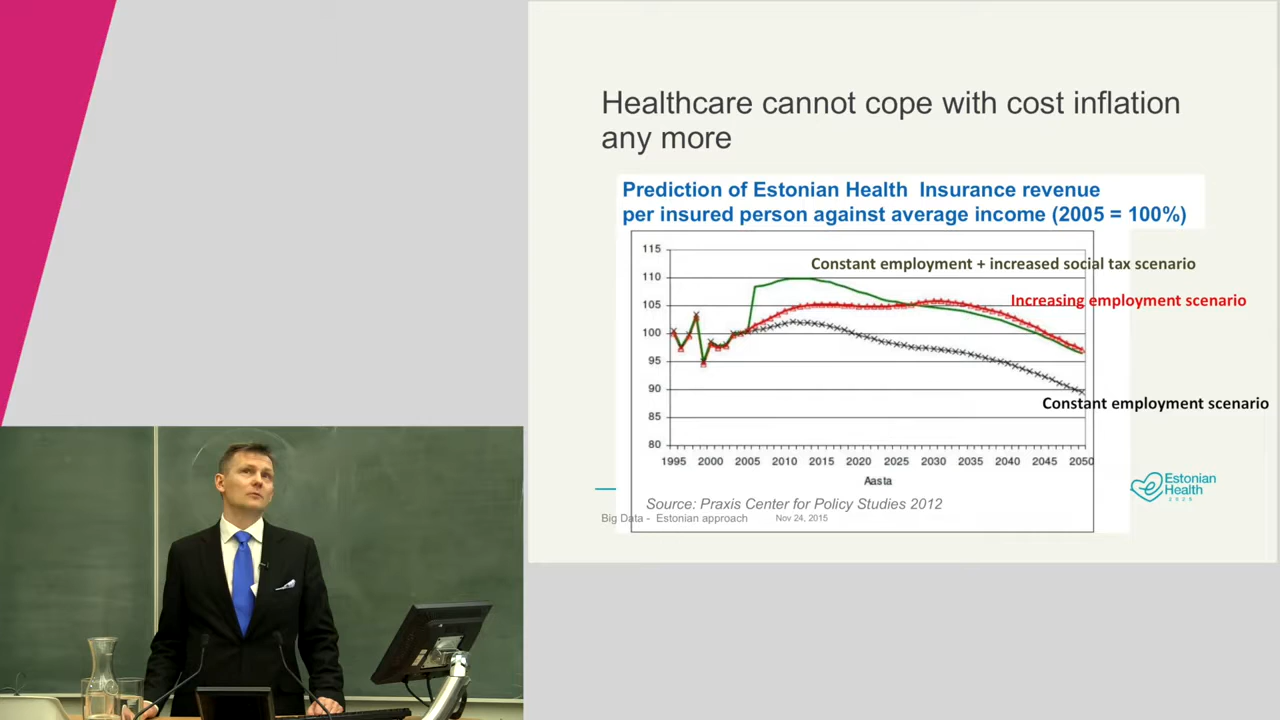 Healthcare cannot cope with cost inflation
any more
Prediction of Estonian Health Insurance revenue
per insured person against average income (2005 = 100%)
115
110
105
100
95
90
85
80
Constant employment + increased social tax scenario
Increasing employment scenario
Constant employment scenario
1995 2000 2005 2010 2015 2020 2025 2030 2035 2040 2045 2050
Aasta
Source: Praxis Center for Policy Studies 2012
Big Data - Estonian approach Nov 24, 2015
Estonian
Health
2025